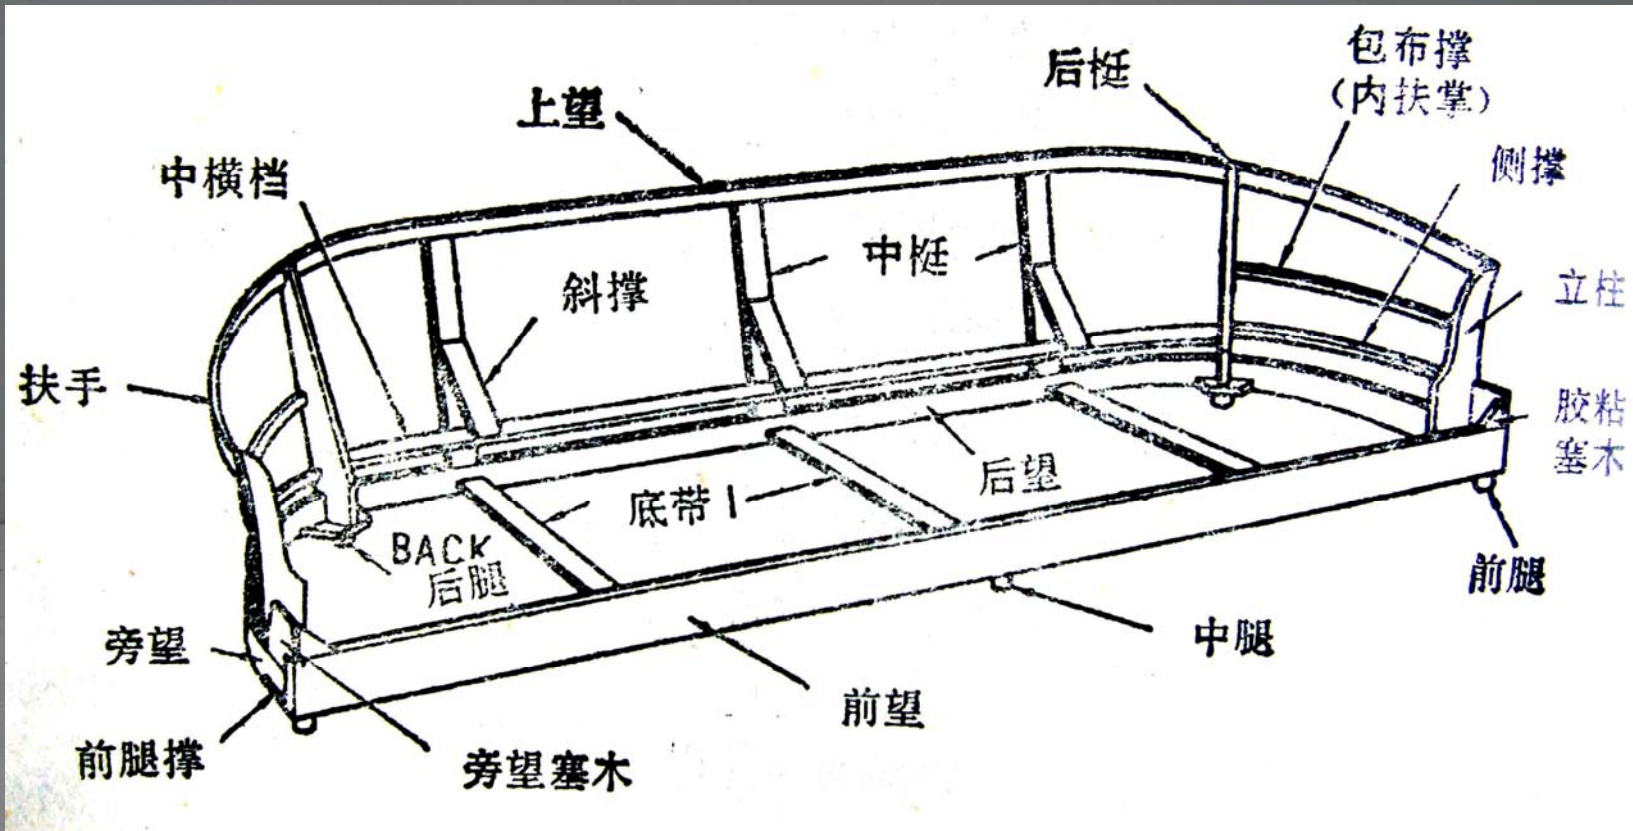 包布撑
(内扶掌)
后梃
上望
侧撑
中横档
中梃
斜撑
立柱
扶手
胶粘
塞木
后望
底带1
BACK
后腿
前腿
旁望
中腿
前望
前腿撑
旁望塞木